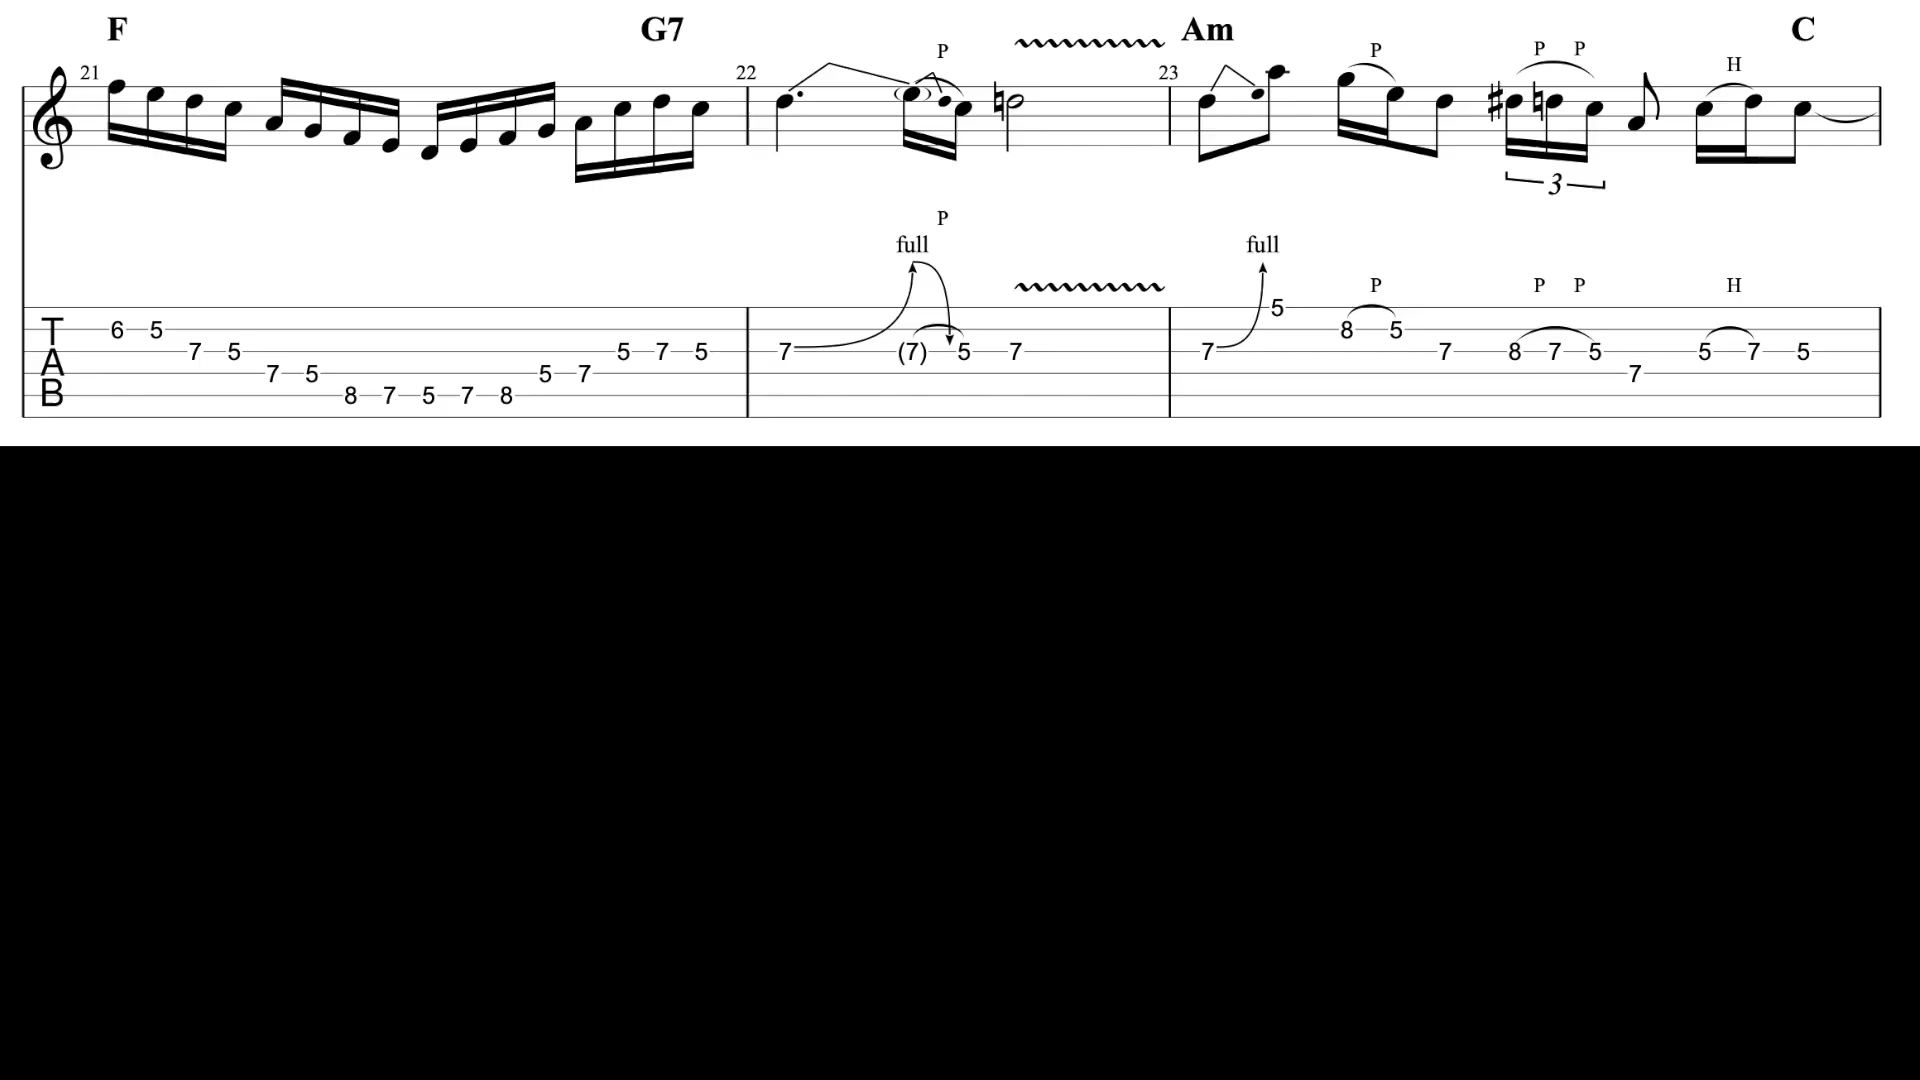 F G7 Am C
21 22 P 23 P P P H
3
P
full full
P P P H
T A B
5
6 5 8 5
7 5 5 7 5 7 (7) 5 7 7 7 8 7 5 5 7 5
7 5 5 7 7
8 7 5 7 8